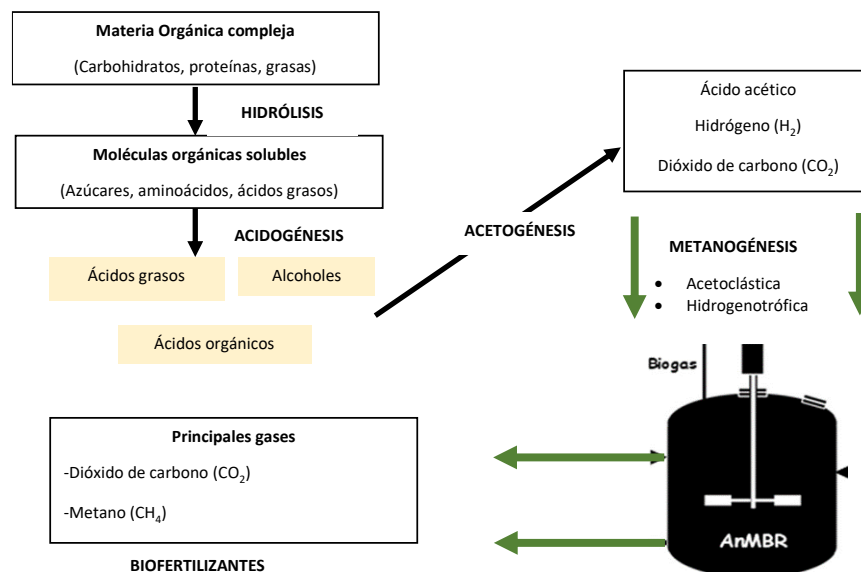 Materia Orgánica compleja
(Carbohidratos, proteínas, grasas)
HIDRÓLISIS
Moléculas orgánicas solubles
(Azúcares, aminoácidos, ácidos grasos)
ACIDOGÉNESIS
Ácidos grasos
Alcoholes
Ácidos orgánicos
ACETOGÉNESIS
Ácido acético
Hidrógeno (H₂)
Dióxido de carbono (CO₂)
METANOGÉNESIS
• Acetoclástica
• Hidrogenotrófica
Biogas
AnMBR
Principales gases
-Dióxido de carbono (CO₂)
-Metano (CH₄)
BIOFERTILIZANTES